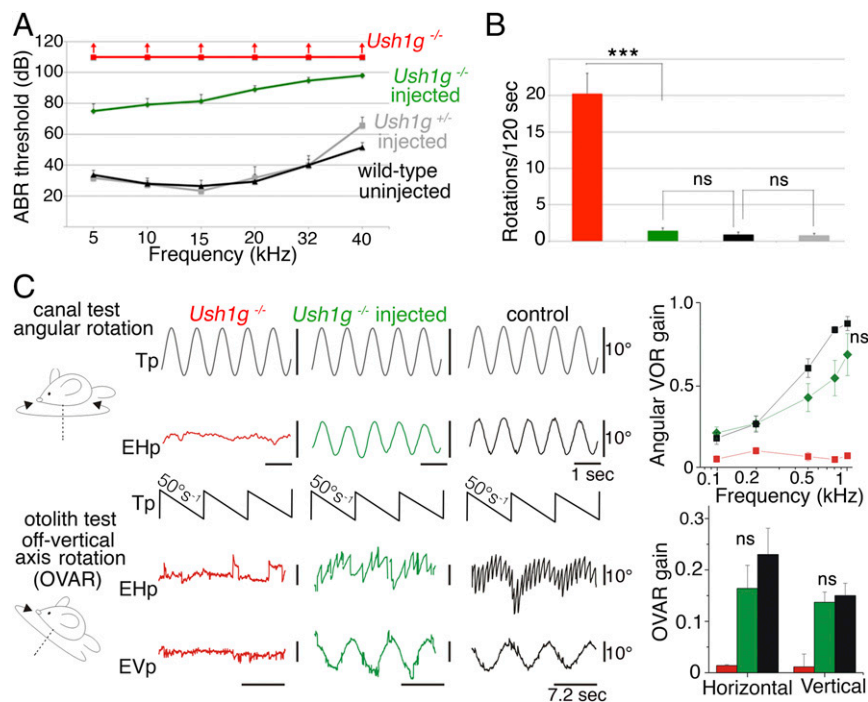 A
120
100
80
60
40
20
ABR threshold (dB)
5 10 15 20 32 40
Frequency (kHz)
Ush1g -/-
Ush1g -/-
injected
Ush1g +/-
injected
wild-type
uninjected
B
20
15
10
5
0
Rotations/120 sec
***
ns
ns
C
canal test
angular rotation
Ush1g -/-
Ush1g -/- injected
control
Tp
10°
EHp
10°
1 sec
otolith test
off-vertical
axis rotation
(OVAR)
Tp
50°s-1
50°s-1
50°s-1
EHp
10°
EVp
10°
7.2 sec
1.0
0.5
0
Angular VOR gain
ns
0.1 0.2 0.5 1
Frequency (kHz)
0.3
0.2
0.1
0
OVAR gain
ns
ns
Horizontal Vertical